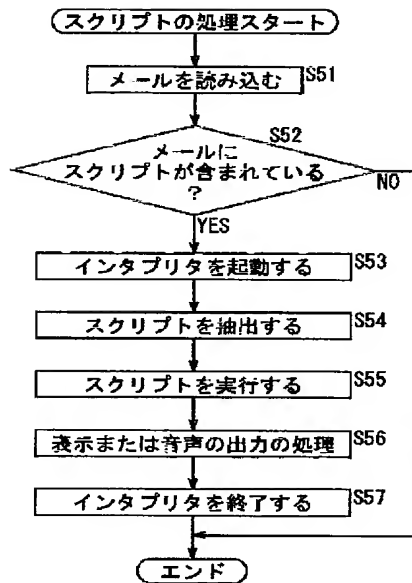 スクリプトの処理スタート
メールを読み込む
S51
S52
メールに
スクリプトが含まれている
?
NO
YES
インタプリタを起動する
S53
スクリプトを抽出する
S54
スクリプトを実行する
S55
表示または音声の出力の処理
S56
インタプリタを終了する
S57
エンド